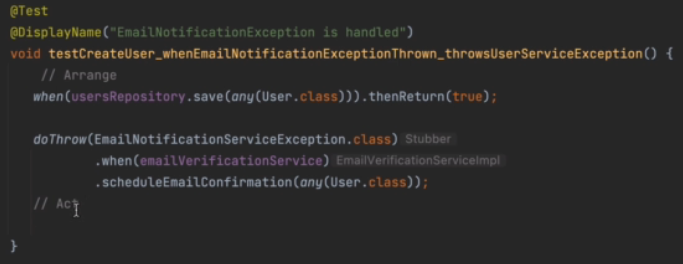 @Test
@DisplayName("EmailNotificationException is handled")
void testCreateUser_whenEmailNotificationExceptionThrown_throwsUserServiceException() {
// Arrange
when(usersRepository.save(any(User.class))).thenReturn(true);
doThrow(EmailNotificationServiceException.class) Stubber
.when(emailVerificationService) EmailVerificationServiceImpl
.scheduleEmailConfirmation(any(User.class));
// Act
}